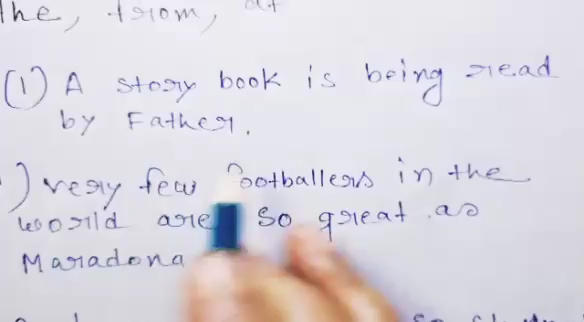 the, from, at
(1) A story book is being read
by Father.
) very few footballers in the
world are so great as
Maradona